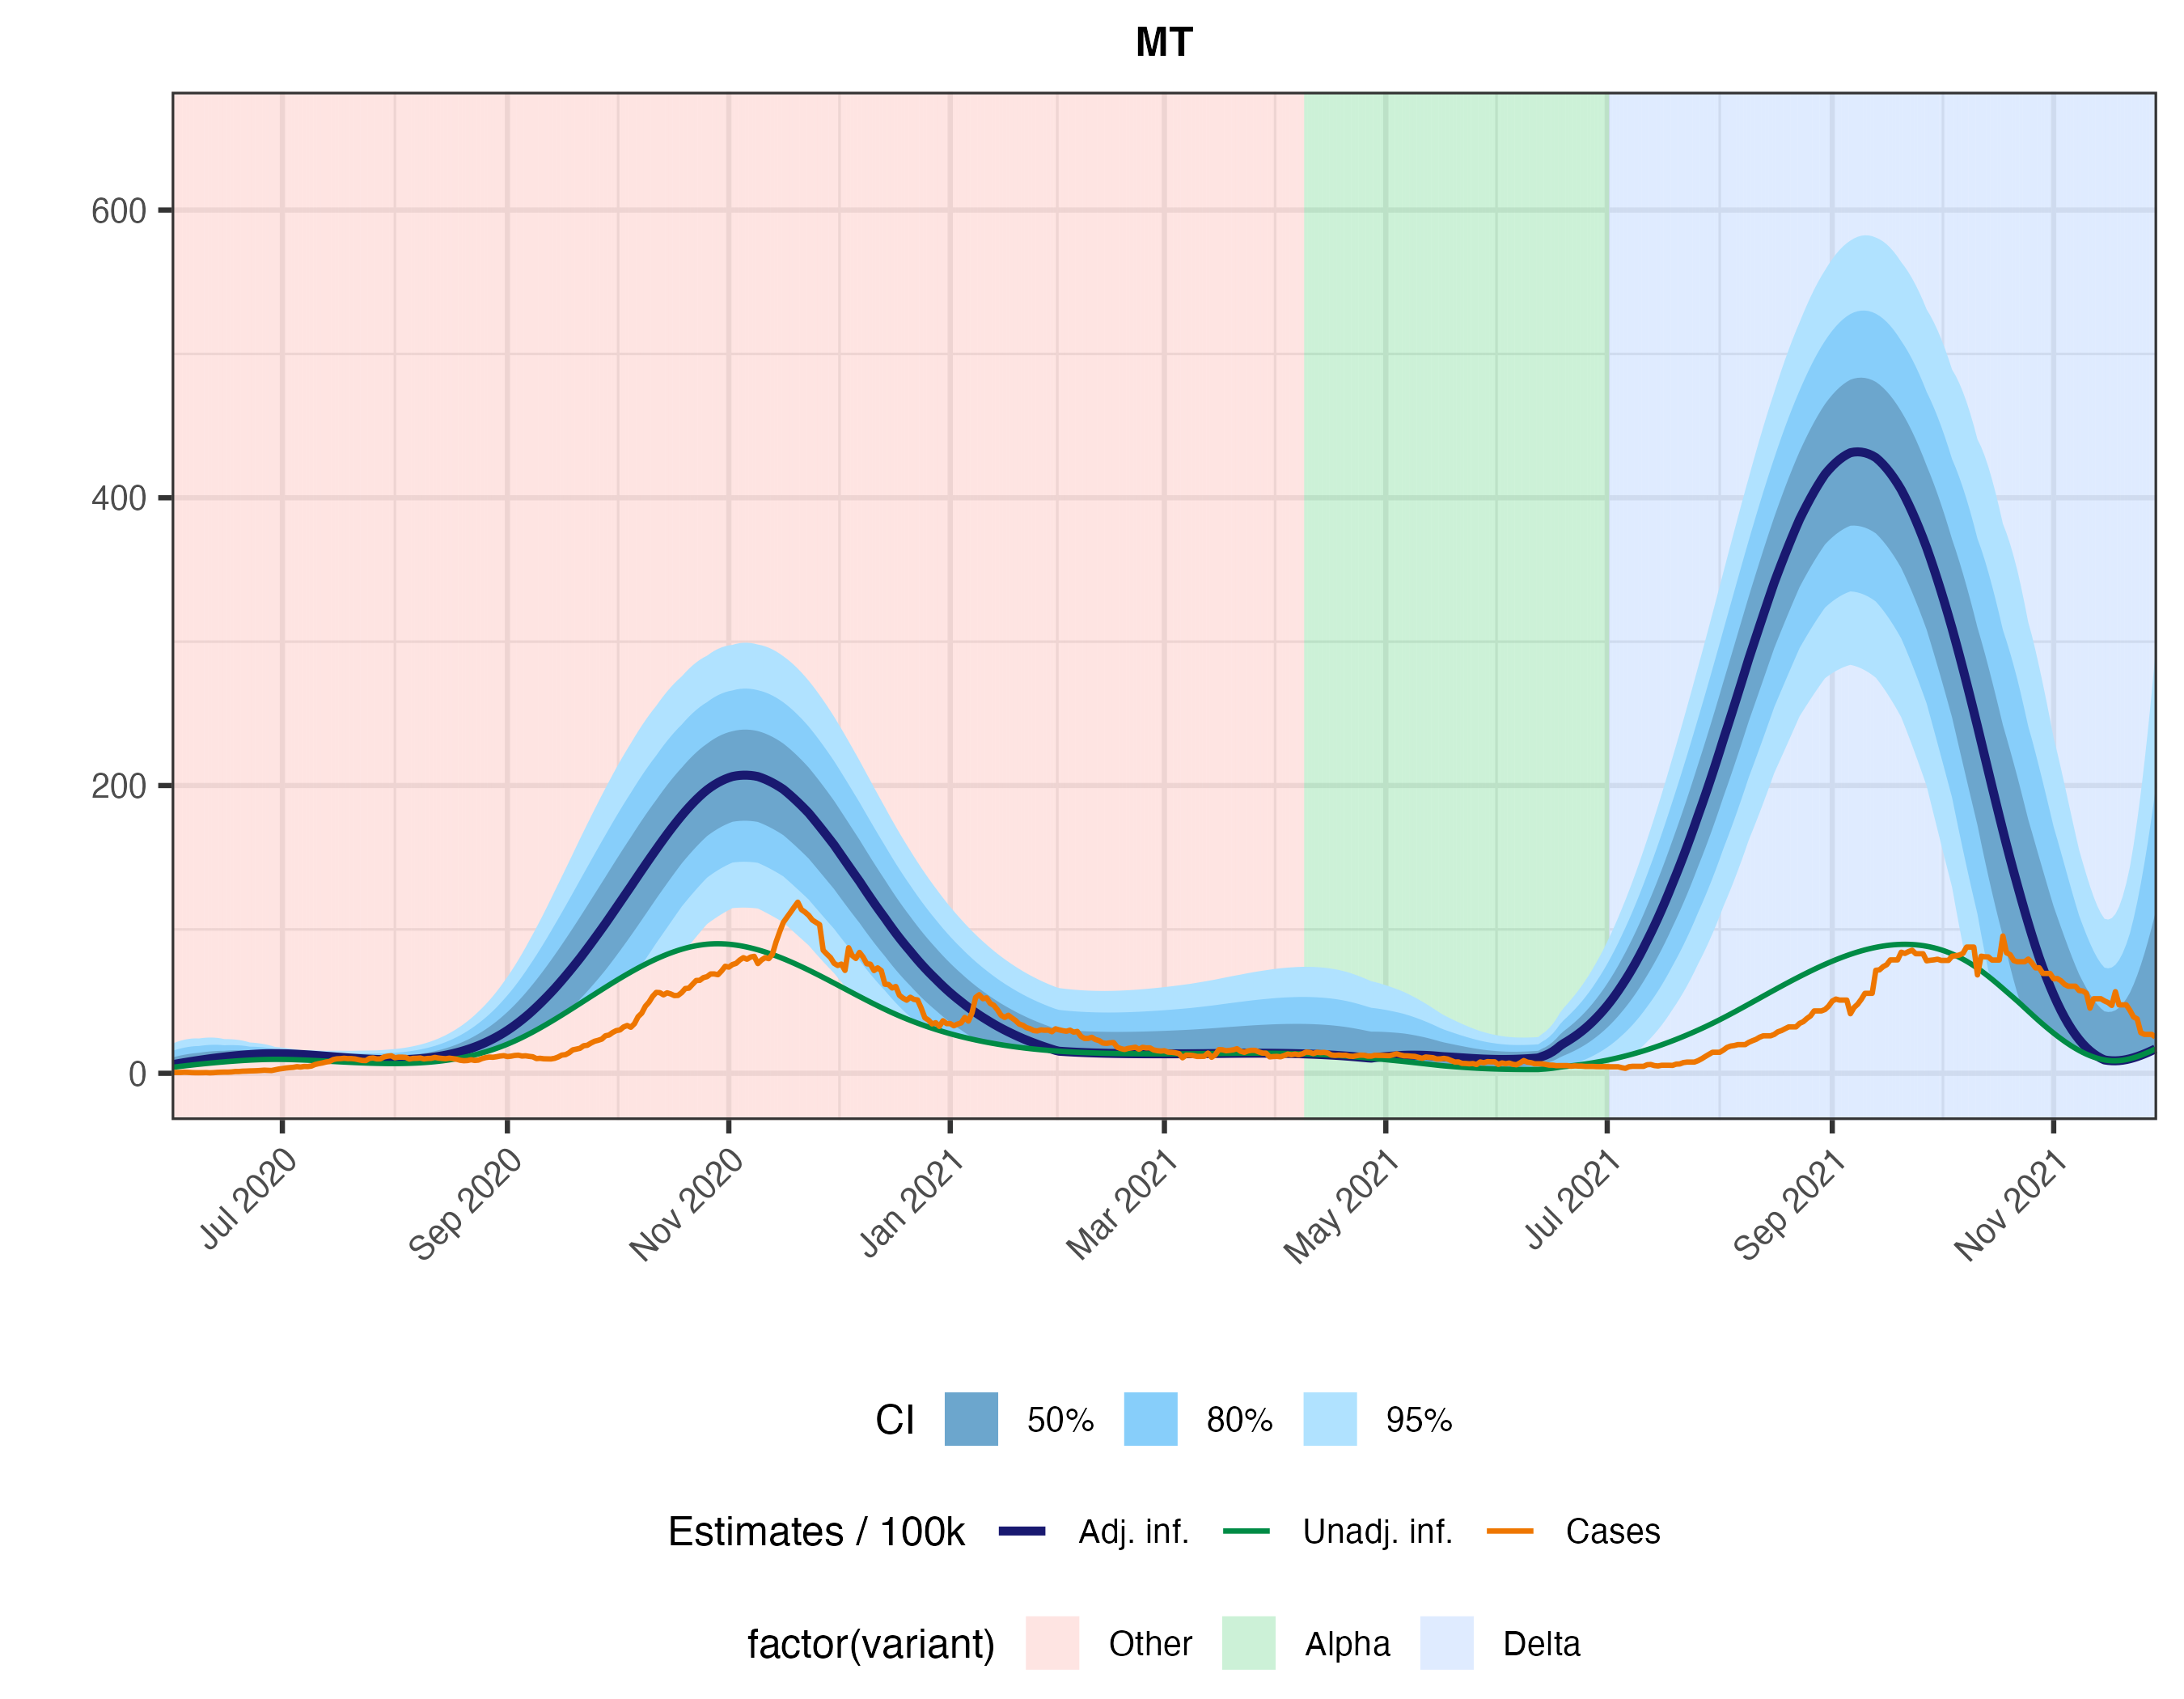 MT
600
400
200
0
Jul 2020
Sep 2020
Nov 2020
Jan 2021
Mar 2021
May 2021
Jul 2021
Sep 2021
Nov 2021
CI 50% 80% 95%
Estimates / 100k Adj. inf. Unadj. inf. Cases
factor(variant) Other Alpha Delta